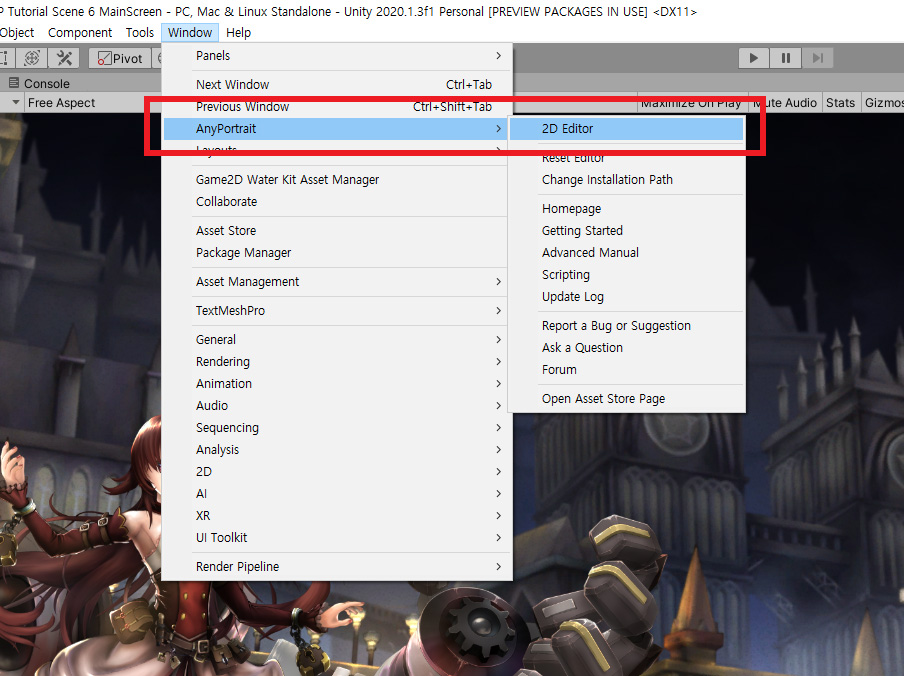 P Tutorial Scene 6 MainScreen - PC, Mac & Linux Standalone - Unity 2020.1.3f1 Personal [PREVIEW PACKAGES IN USE] <DX11>
Object Component Tools Window Help
Pivot
Console
Free Aspect Maximize On Play Mute Audio Stats Gizmos
Panels
Next Window Ctrl+Tab
Previous Window Ctrl+Shift+Tab
AnyPortrait
Layouts
Game2D Water Kit Asset Manager
Collaborate
Asset Store
Package Manager
Asset Management
TextMeshPro
General
Rendering
Animation
Audio
Sequencing
Analysis
2D
AI
XR
UI Toolkit
Render Pipeline
2D Editor
Reset Editor
Change Installation Path
Homepage
Getting Started
Advanced Manual
Scripting
Update Log
Report a Bug or Suggestion
Ask a Question
Forum
Open Asset Store Page